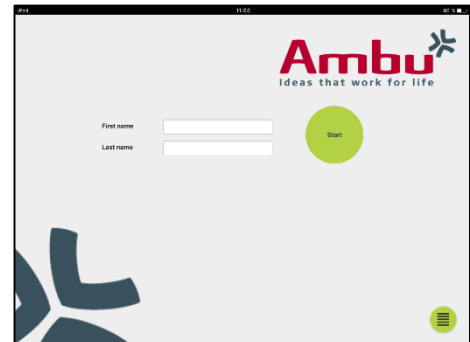 iPad 11:55
Ambu
Ideas that work for life
First name
Start
Last name